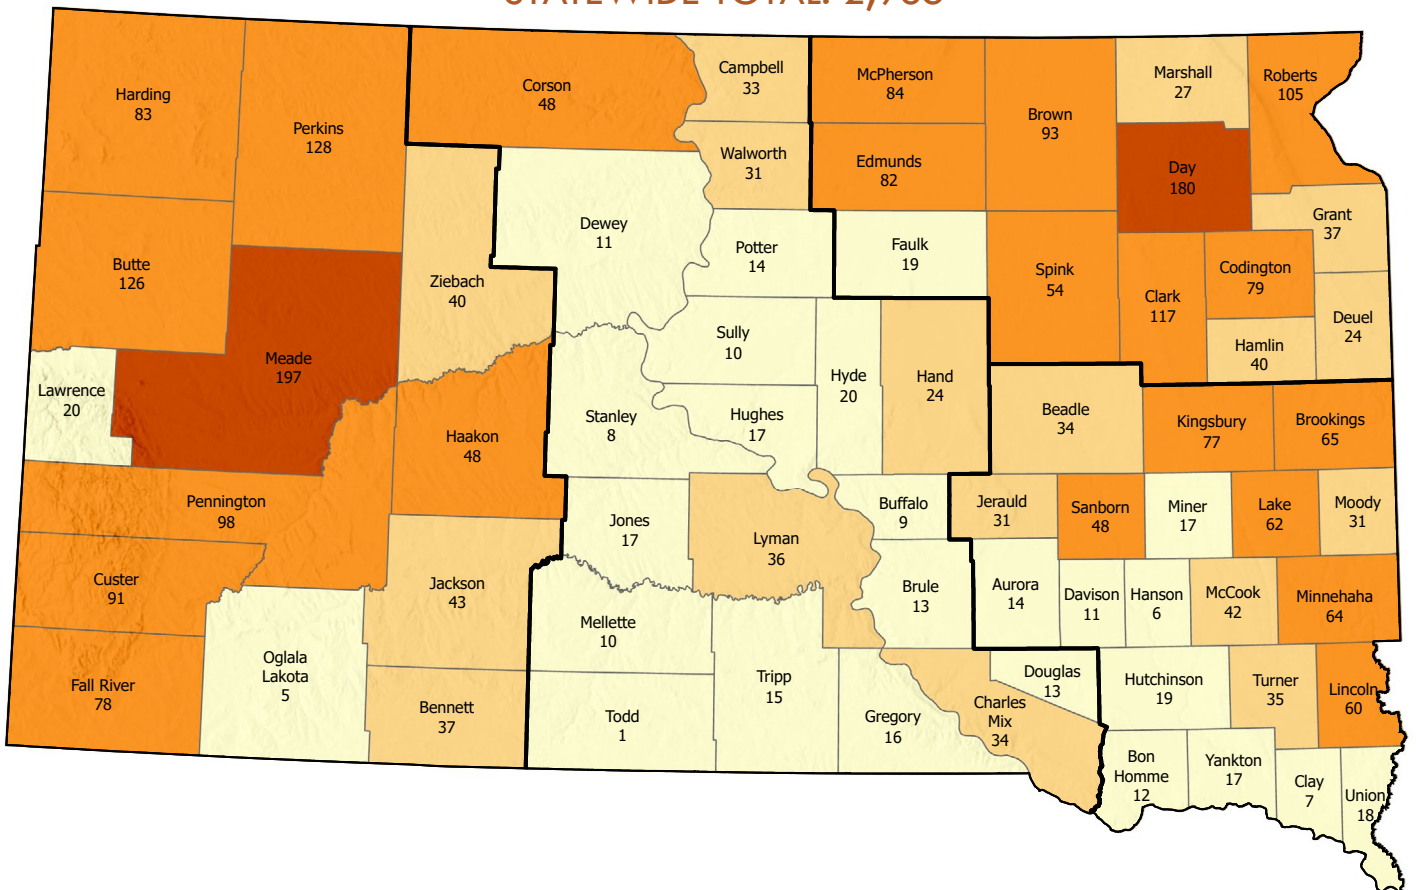 Harding
83
Perkins
128
Corson
48
Campbell
33
McPherson
84
Brown
93
Marshall
27
Roberts
105
Walworth
31
Edmunds
82
Day
180
Grant
37
Butte
126
Ziebach
40
Dewey
11
Potter
14
Faulk
19
Spink
54
Clark
117
Codington
79
Deuel
24
Hamlin
40
Meade
197
Lawrence
20
Sully
10
Hyde
20
Hand
24
Stanley
8
Hughes
17
Haakon
48
Beadle
34
Kingsbury
77
Brookings
65
Pennington
98
Jones
17
Lyman
36
Buffalo
9
Jerauld
31
Sanborn
48
Miner
17
Lake
62
Moody
31
Custer
91
Jackson
43
Brule
13
Aurora
14
Davison
11
Hanson
6
McCook
42
Minnehaha
64
Mellette
10
Oglala
Lakota
5
Fall River
78
Bennett
37
Todd
1
Tripp
15
Gregory
16
Charles
Mix
34
Douglas
13
Hutchinson
19
Turner
35
Lincoln
60
Bon
Homme
12
Yankton
17
Clay
7
Union
18